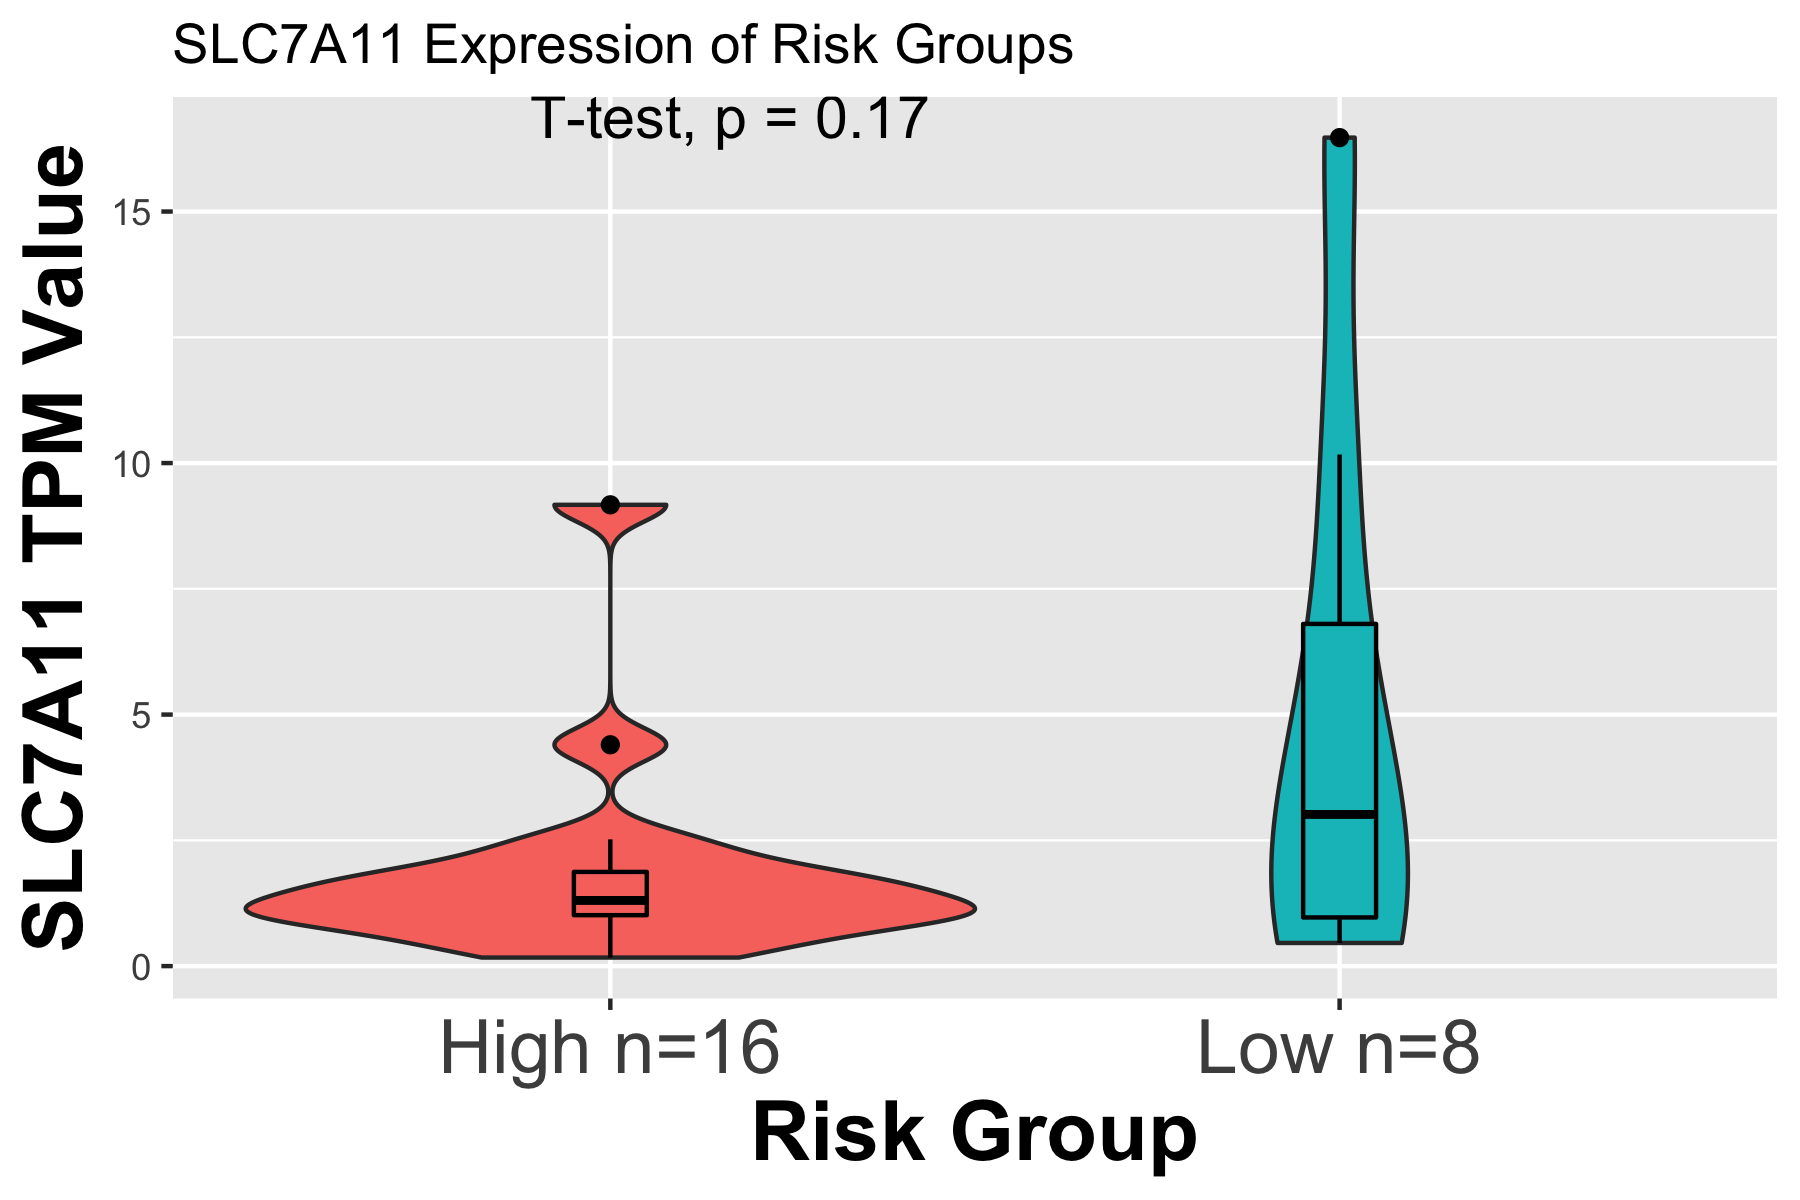 SLC7A11 Expression of Risk Groups
T-test, p = 0.17
SLC7A11 TPM Value
15
10
5
0
High n=16
Low n=8
Risk Group